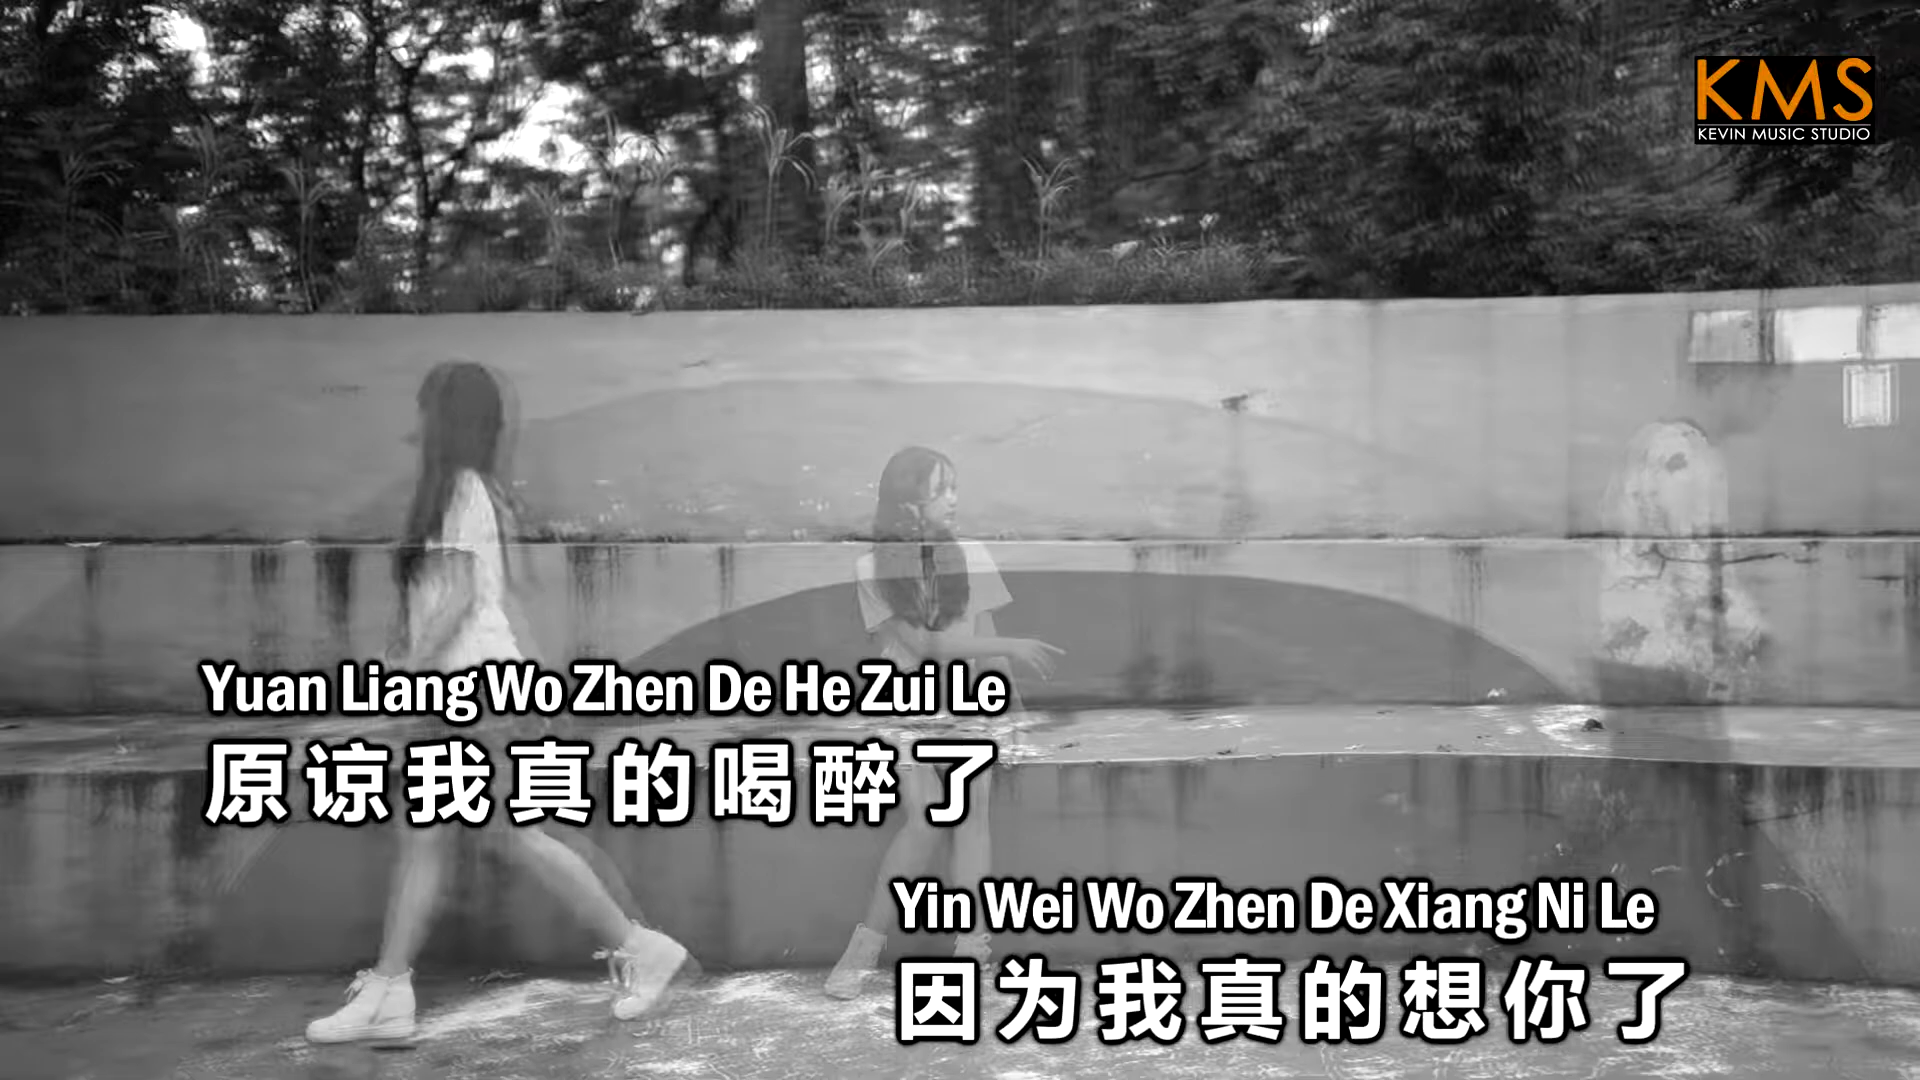 KMS
KEVIN MUSIC STUDIO
Yuan Liang Wo Zhen De He Zui Le
原谅我真的喝醉了
Yin Wei Wo Zhen De Xiang Ni Le
因为我真的想你了